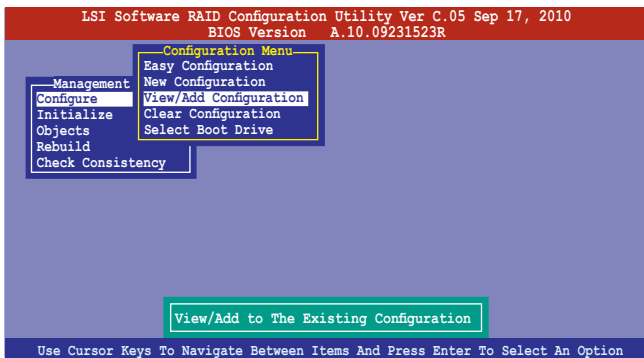 LSI Software RAID Configuration Utility Ver C.05 Sep 17, 2010
BIOS Version A.10.09231523R
Configuration Menu
Easy Configuration
New Configuration
View/Add Configuration
Clear Configuration
Select Boot Drive
Management
Configure
Initialize
Objects
Rebuild
Check Consistency
View/Add to The Existing Configuration
Use Cursor Keys To Navigate Between Items And Press Enter To Select An Option